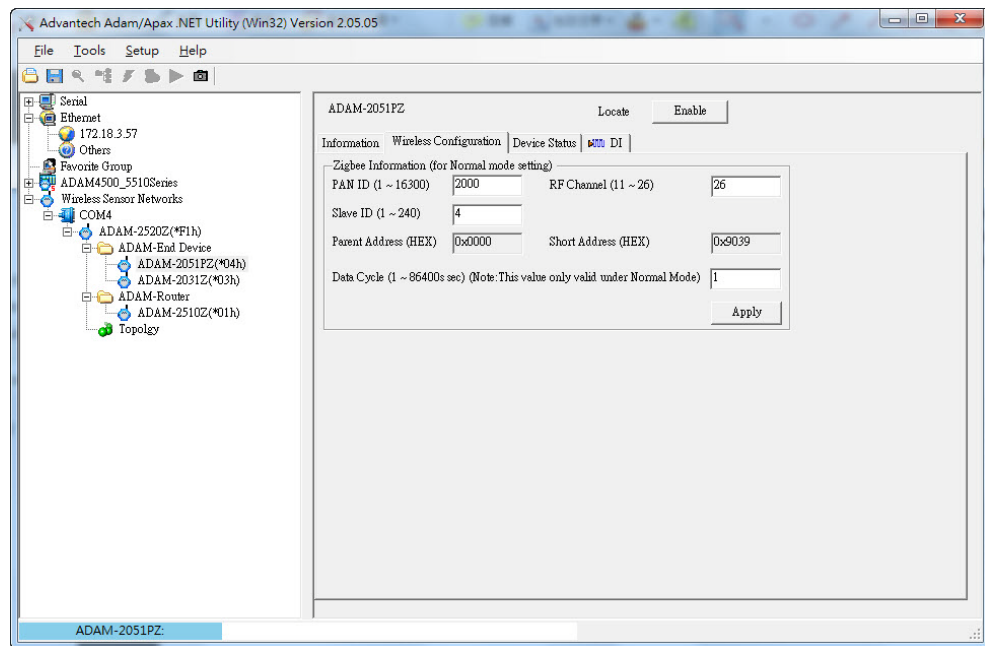 Advantech Adam/Apax .NET Utility (Win32) Version 2.05.05
File Tools Setup Help
Serial
Ethernet
172.18.3.57
Others
Favorite Group
ADAM4500_5510Series
Wireless Sensor Networks
COM4
ADAM-2520Z(*F1h)
ADAM-End Device
ADAM-2051PZ(*04h)
ADAM-2031Z(*03h)
ADAM-Router
ADAM-2510Z(*01h)
Topolgy
ADAM-2051PZ Locate Enable
Information Wireless Configuration Device Status DI
Zigbee Information (for Normal mode setting)
PAN ID (1 ~ 16300) 2000 RF Channel (11 ~ 26) 26
Slave ID (1 ~ 240) 4
Parent Address (HEX) 0x0000 Short Address (HEX) 0x9039
Data Cycle (1 ~ 86400s sec) (Note:This value only valid under Normal Mode) 1
Apply
ADAM-2051PZ: